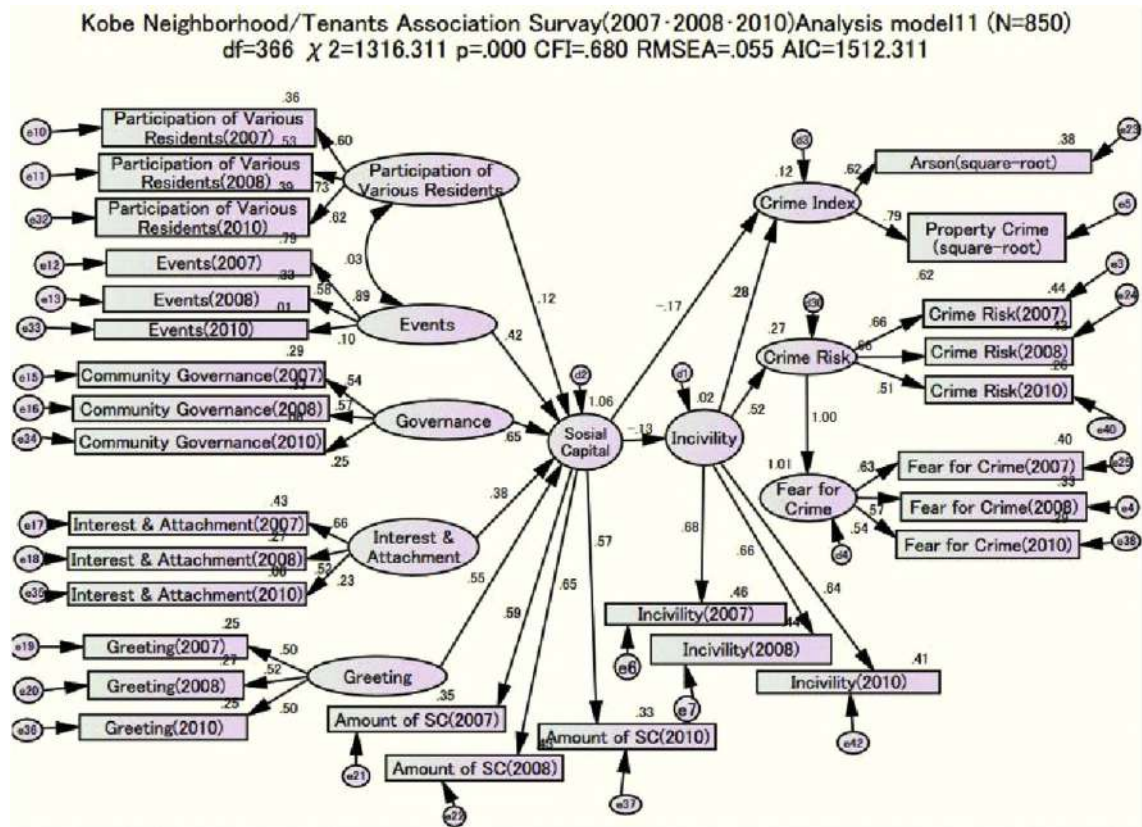 Kobe Neighborhood/Tenants Association Survay(2007·2008·2010)Analysis model11 (N=850)
df=366 χ2=1316.311 p=.000 CFI=.680 RMSEA=.055 AIC=1512.311
.36
e10
Participation of Various
Residents(2007)
.53
.60
e11
Participation of Various
Residents(2008)
.39
.73
e32
Participation of Various
Residents(2010)
.62
.79
Participation of
Various Residents
.03
.12
e12
Events(2007)
.33
.89
e13
Events(2008)
.58
.01
e33
Events(2010)
.10
Events
.42
.29
e15
Community Governance(2007)
.54
e16
Community Governance(2008)
.57
e34
Community Governance(2010)
.25
Governance
.65
.43
e17
Interest & Attachment(2007)
.66
.27
e18
Interest & Attachment(2008)
.52
e35
Interest & Attachment(2010)
.23
Interest &
Attachment
.38
.25
e19
Greeting(2007)
.50
.27
e20
Greeting(2008)
.52
.25
e36
Greeting(2010)
.50
Greeting
.55
d2
1.06
Sosial
Capital
-.13
-.17
.59
.65
.57
.35
Amount of SC(2007)
e21
Amount of SC(2008)
e22
.33
Amount of SC(2010)
e37
d1
.02
Incivility
.28
.52
.68
.66
.64
.46
Incivility(2007)
e6
.44
Incivility(2008)
e7
.41
Incivility(2010)
e42
d3
.12
Crime Index
.62
.38
Arson(square-root)
e23
.79
Property Crime
(square-root)
e5
.62
d30
.27
Crime Risk
.66
.44
Crime Risk(2007)
e3
.66
Crime Risk(2008)
e24
.51
.26
Crime Risk(2010)
e40
1.00
1.01
Fear for
Crime
d4
.63
.40
Fear for Crime(2007)
.57
.33
Fear for Crime(2008)
e4
.54
Fear for Crime(2010)
e38